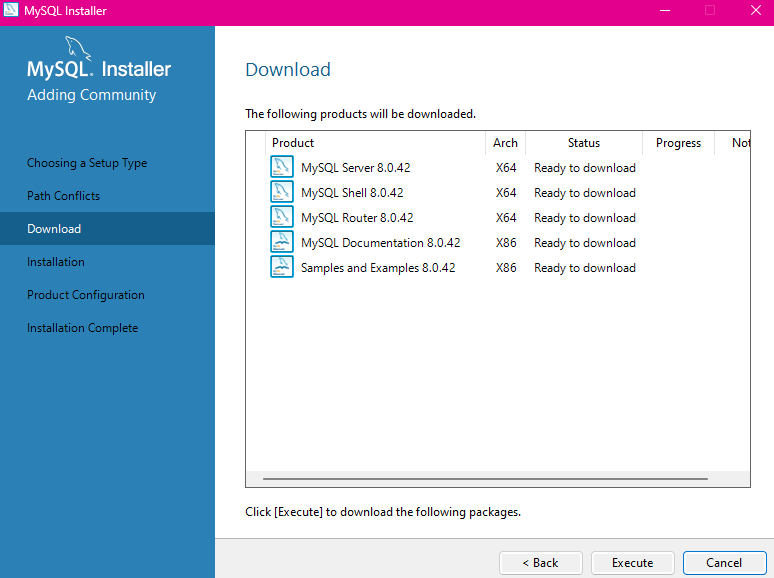 MySQL Installer
MySQL. Installer
Adding Community
Choosing a Setup Type
Path Conflicts
Download
Installation
Product Configuration
Installation Complete
Download
The following products will be downloaded.
Product Arch Status Progress Not
MySQL Server 8.0.42 X64 Ready to download
MySQL Shell 8.0.42 X64 Ready to download
MySQL Router 8.0.42 X64 Ready to download
MySQL Documentation 8.0.42 X86 Ready to download
Samples and Examples 8.0.42 X86 Ready to download
Click [Execute] to download the following packages.
< Back Execute Cancel